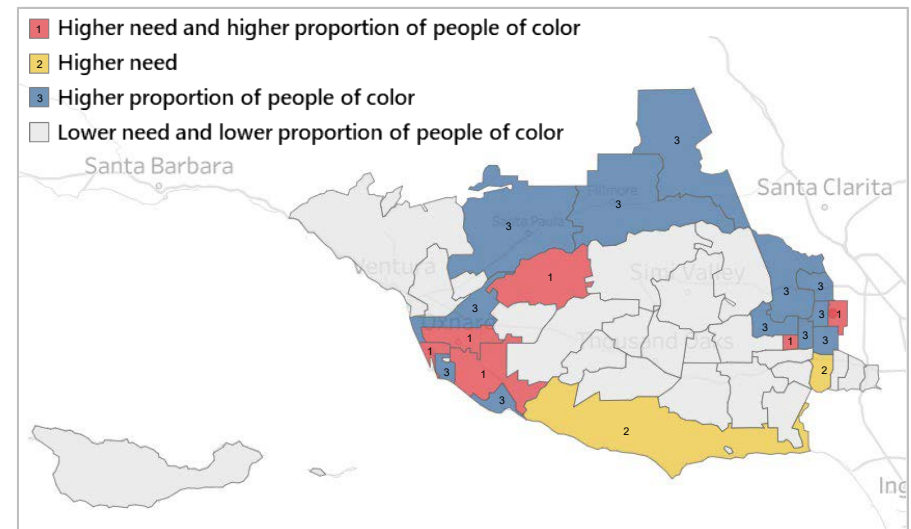 1 Higher need and higher proportion of people of color
2 Higher need
3 Higher proportion of people of color
Lower need and lower proportion of people of color
Santa Barbara
3
Santa Clarita
Fillmore
3
Santa Paula
3
Ventura
1
Simi Valley
3
3
3
3
1
Oxnard
3
3
1
Thousand Oaks
3
1
1
3
1
2
3
2
Ing